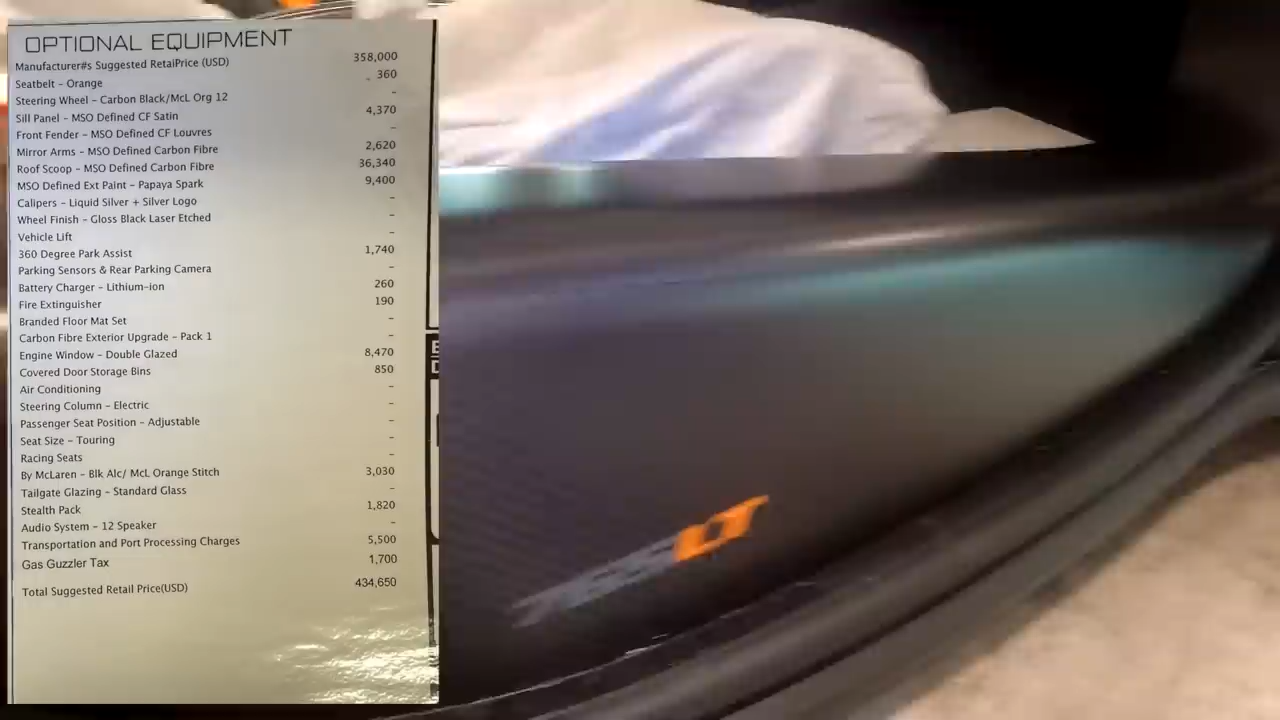 OPTIONAL EQUIPMENT
Manufacturer#s Suggested RetaiPrice (USD) 358,000
Seatbelt - Orange 360
Steering Wheel - Carbon Black/McL Org 12 -
Sill Panel - MSO Defined CF Satin 4,370
Front Fender - MSO Defined CF Louvres -
Mirror Arms - MSO Defined Carbon Fibre 2,620
Roof Scoop - MSO Defined Carbon Fibre 36,340
MSO Defined Ext Paint - Papaya Spark 9,400
Calipers - Liquid Silver + Silver Logo -
Wheel Finish - Gloss Black Laser Etched -
Vehicle Lift -
360 Degree Park Assist 1,740
Parking Sensors & Rear Parking Camera -
Battery Charger - Lithium-ion 260
Fire Extinguisher 190
Branded Floor Mat Set -
Carbon Fibre Exterior Upgrade - Pack 1 -
Engine Window - Double Glazed 8,470
Covered Door Storage Bins 850
Air Conditioning -
Steering Column - Electric -
Passenger Seat Position - Adjustable -
Seat Size - Touring -
Racing Seats -
By McLaren - Blk Alc/ McL Orange Stitch 3,030
Tailgate Glazing - Standard Glass -
Stealth Pack 1,820
Audio System - 12 Speaker -
Transportation and Port Processing Charges 5,500
Gas Guzzler Tax 1,700
Total Suggested Retail Price(USD) 434,650
LT